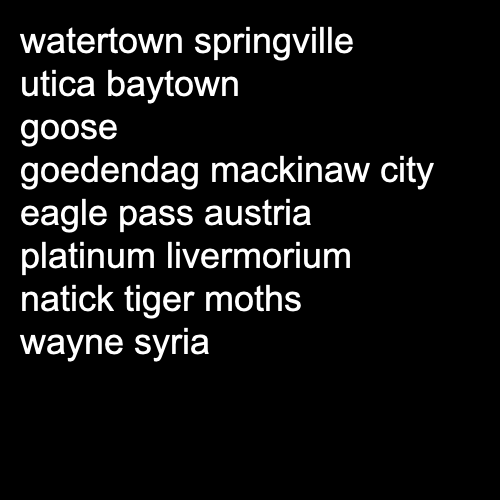 watertown springville
utica baytown
goose
goedendag mackinaw city
eagle pass austria
platinum livermorium
natick tiger moths
wayne syria